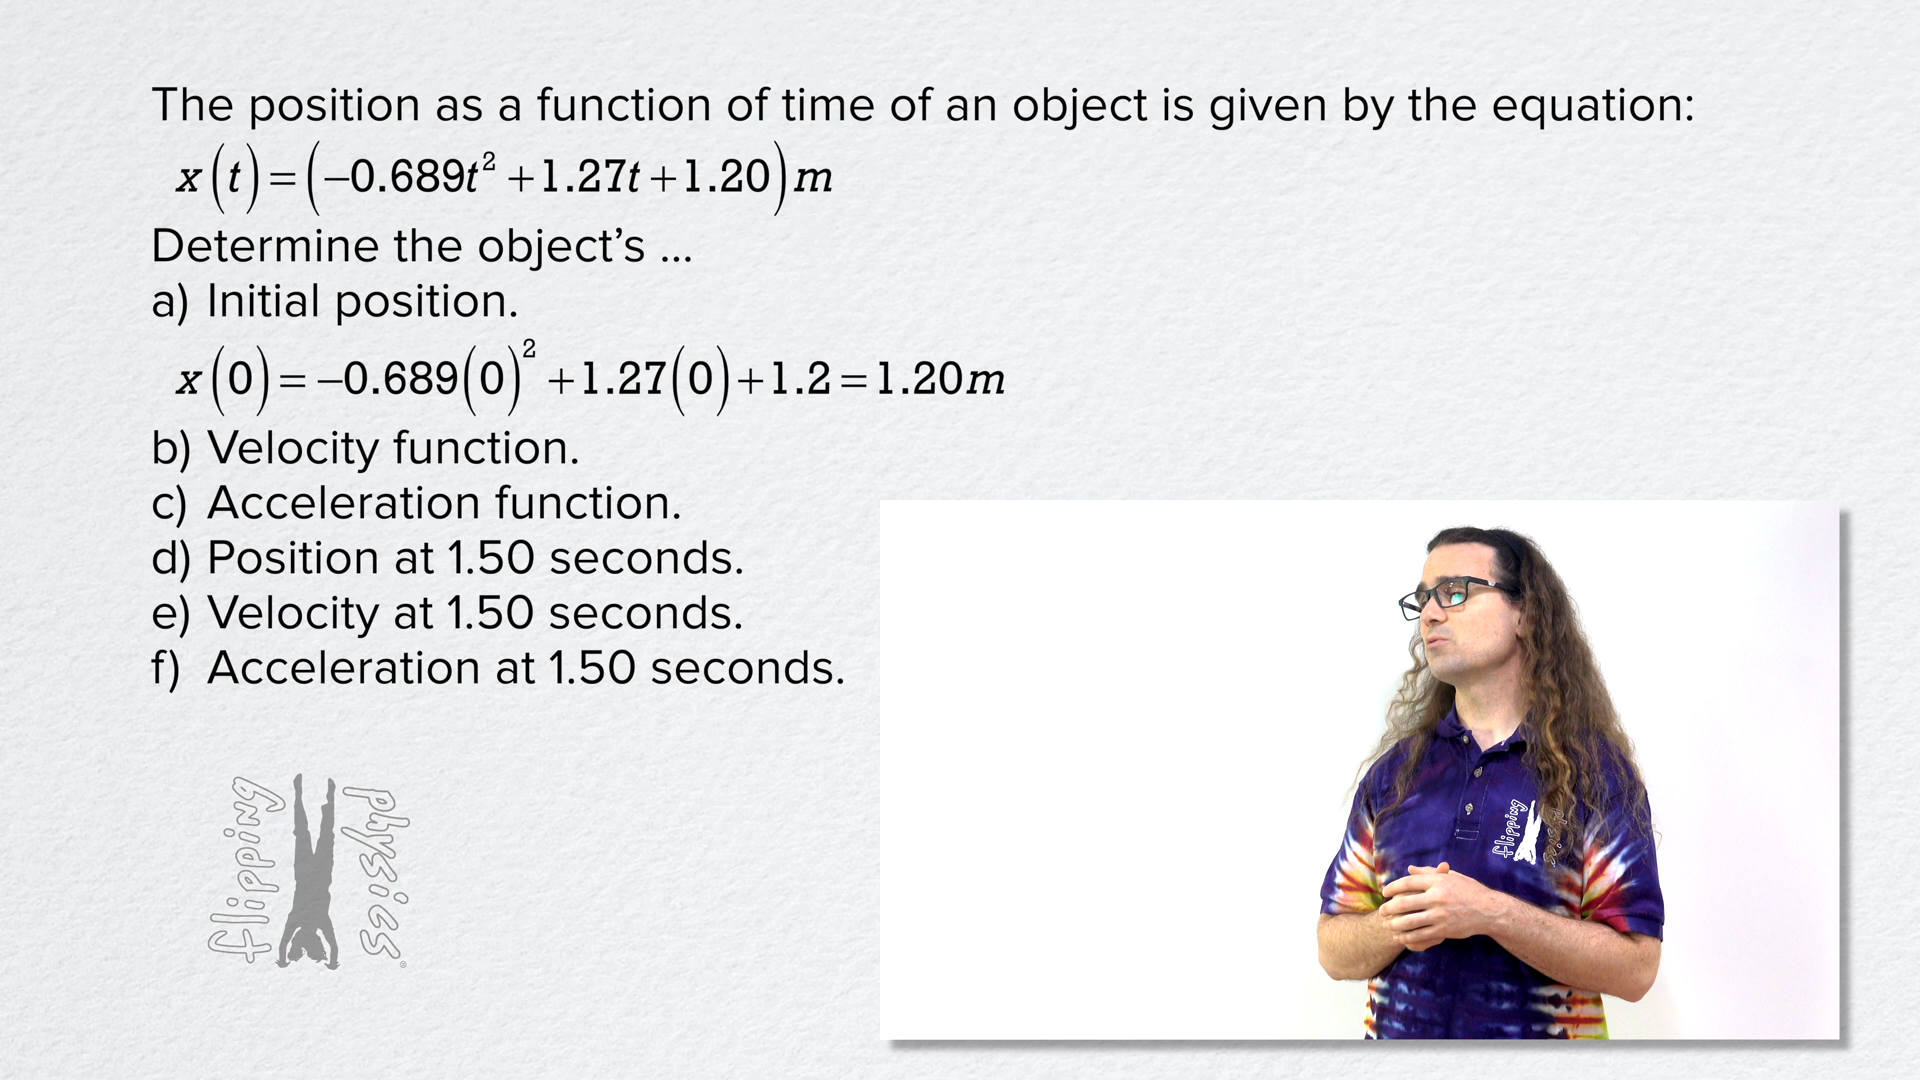 The position as a function of time of an object is given by the equation:
x(t)=(−0.689t²+1.27t+1.20)m
Determine the object’s ...
a) Initial position.
x(0)=−0.689(0)²+1.27(0)+1.2=1.20m
b) Velocity function.
c) Acceleration function.
d) Position at 1.50 seconds.
e) Velocity at 1.50 seconds.
f) Acceleration at 1.50 seconds.
flipping
physics®
flipping
physics